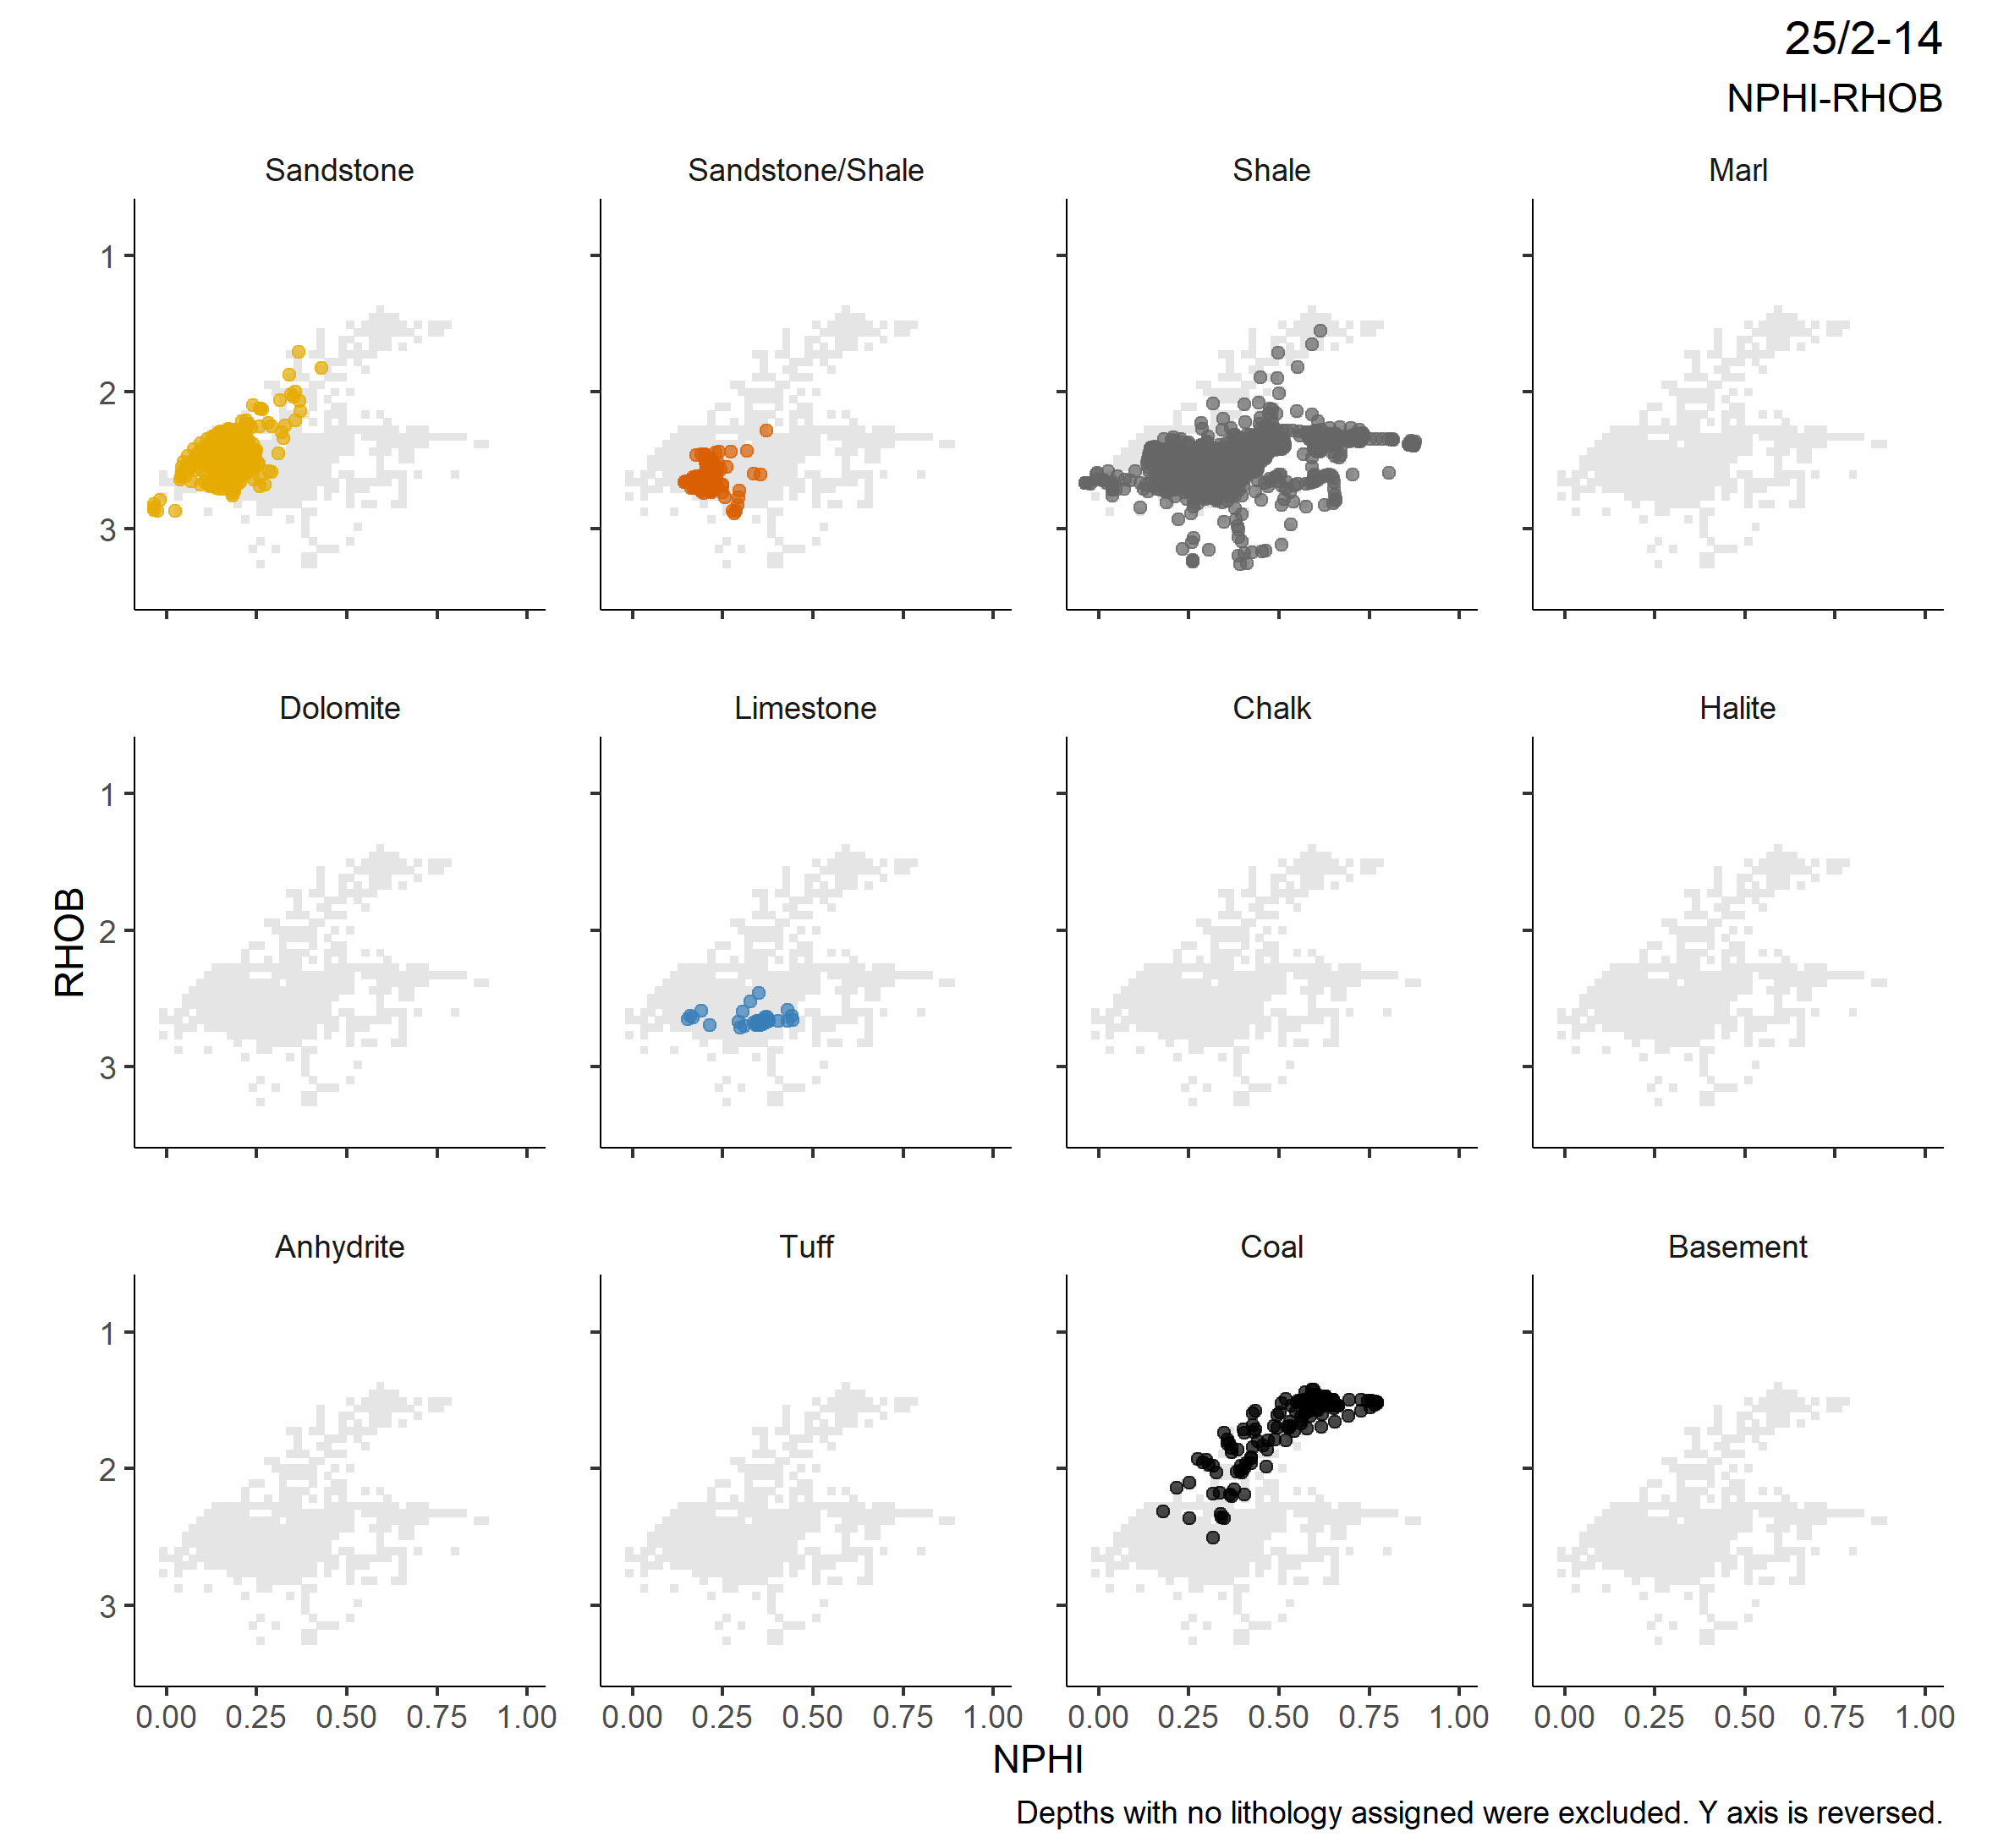 25/2-14
NPHI-RHOB
Sandstone Sandstone/Shale Shale Marl
1
2
3
Dolomite Limestone Chalk Halite
RHOB
1
2
3
Anhydrite Tuff Coal Basement
1
2
3
0.00 0.25 0.50 0.75 1.00 0.00 0.25 0.50 0.75 1.00 0.00 0.25 0.50 0.75 1.00 0.00 0.25 0.50 0.75 1.00
NPHI
Depths with no lithology assigned were excluded. Y axis is reversed.